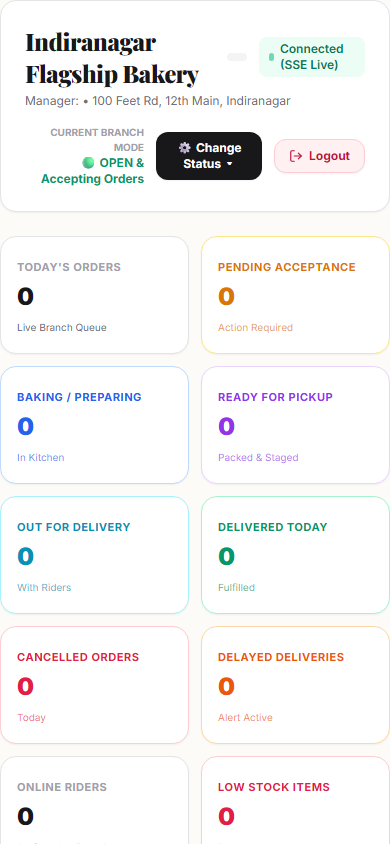 Indiranagar
Flagship Bakery
Connected
(SSE Live)
Manager: • 100 Feet Rd, 12th Main, Indiranagar
CURRENT BRANCH
MODE
OPEN &
Accepting Orders
Change
Status
Logout
TODAY'S ORDERS
0
Live Branch Queue
PENDING ACCEPTANCE
0
Action Required
BAKING / PREPARING
0
In Kitchen
READY FOR PICKUP
0
Packed & Staged
OUT FOR DELIVERY
0
With Riders
DELIVERED TODAY
0
Fulfilled
CANCELLED ORDERS
0
Today
DELAYED DELIVERIES
0
Alert Active
ONLINE RIDERS
0
LOW STOCK ITEMS
0